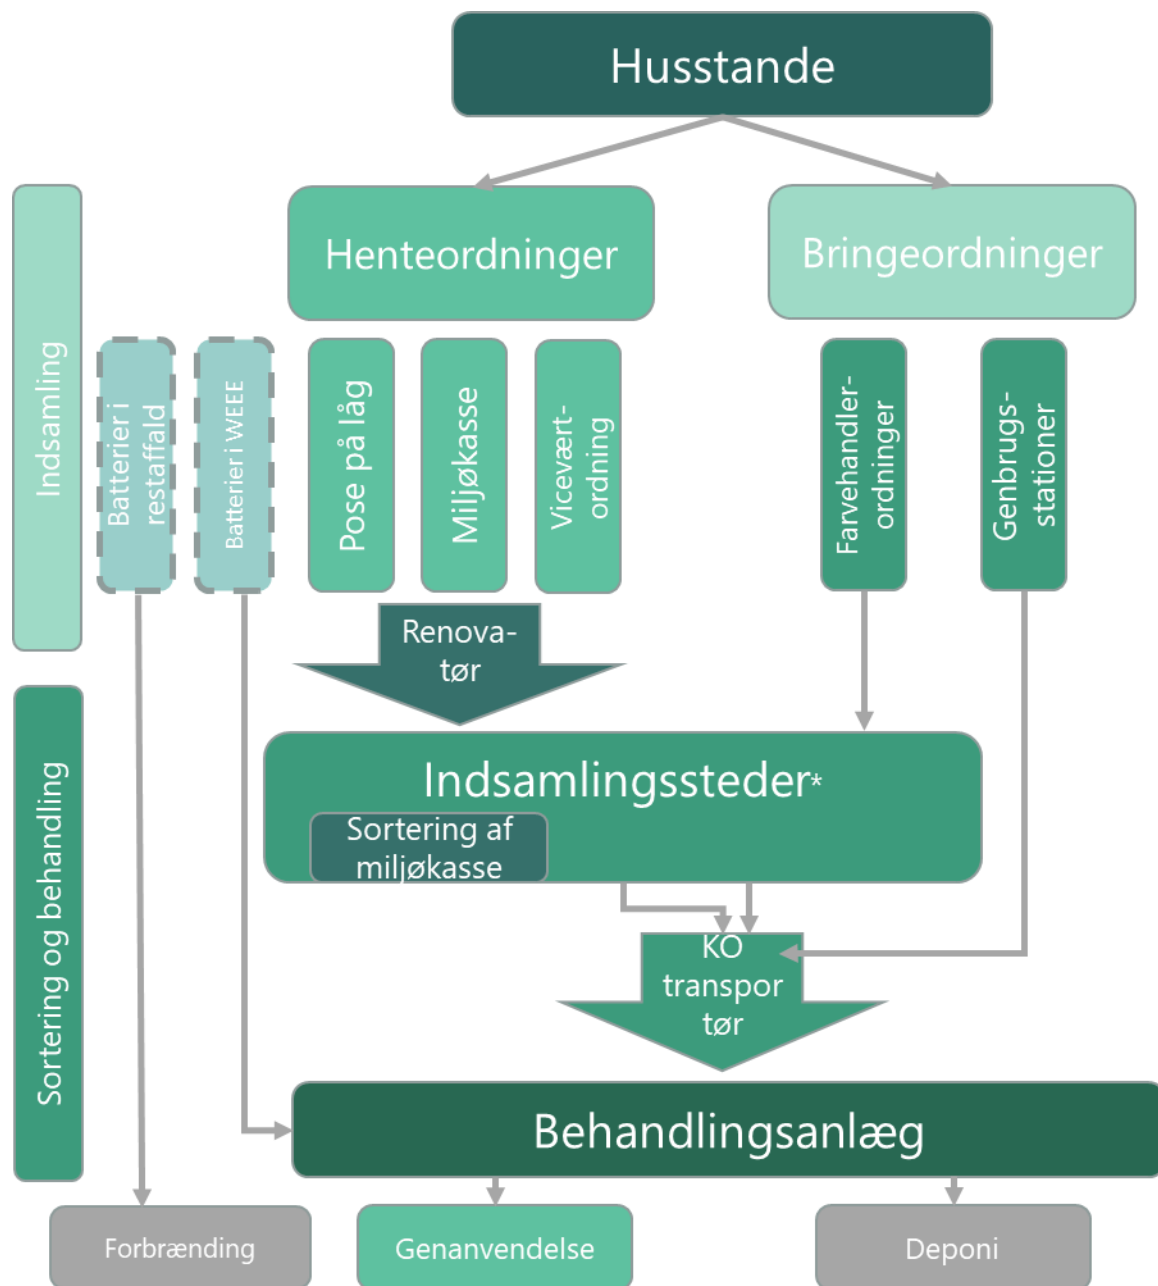 Husstande
Henteordninger
Bringeordninger
Indsamling
Batterier i
restaffald
Batterier i WEEE
Pose på låg
Miljøkasse
Vicevært-
ordning
Farvehandler-
ordninger
Genbrugs-
stationer
Renova-
tør
Sortering og behandling
Indsamlingssteder*
Sortering af
miljøkasse
KO
transpor
tør
Behandlingsanlæg
Forbrænding
Genanvendelse
Deponi